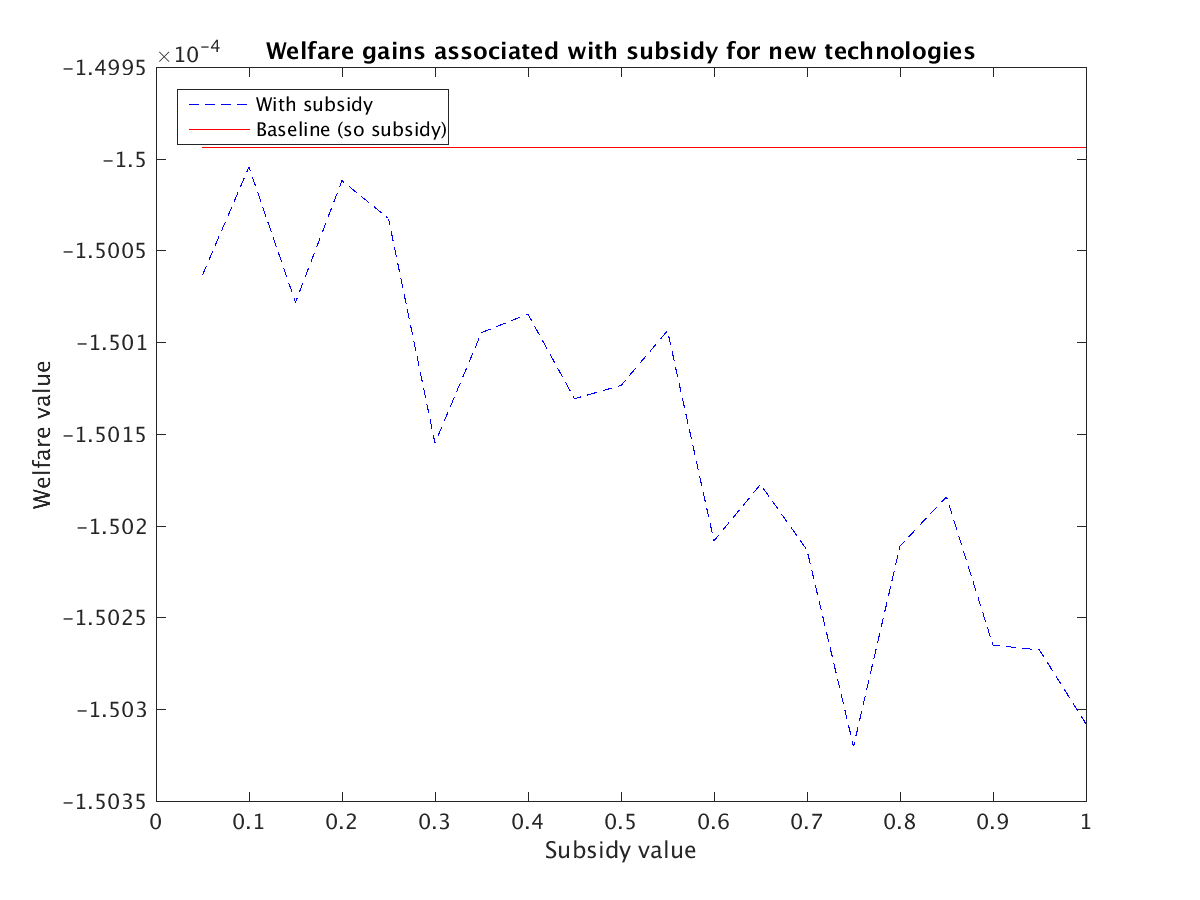 ×10⁻⁴
Welfare gains associated with subsidy for new technologies
-1.4995
With subsidy
Baseline (so subsidy)
-1.5
-1.5005
-1.501
-1.5015
-1.502
-1.5025
-1.503
-1.5035
Welfare value
0 0.1 0.2 0.3 0.4 0.5 0.6 0.7 0.8 0.9 1
Subsidy value